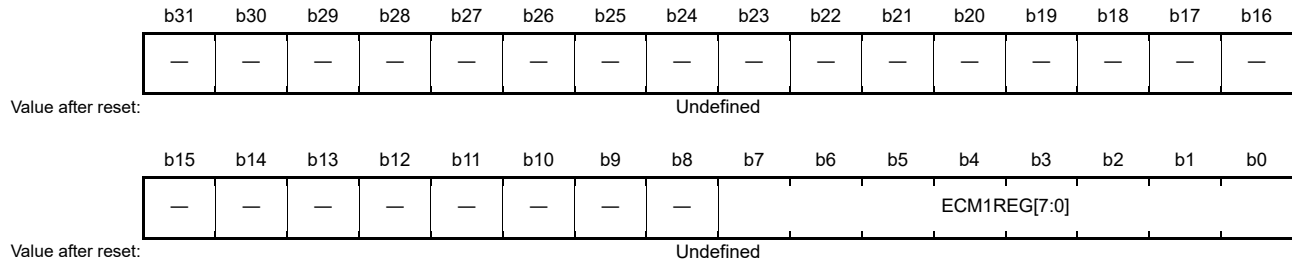 b31 b30 b29 b28 b27 b26 b25 b24 b23 b22 b21 b20 b19 b18 b17 b16
— — — — — — — — — — — — — — — —
Value after reset: Undefined
b15 b14 b13 b12 b11 b10 b9 b8 b7 b6 b5 b4 b3 b2 b1 b0
— — — — — — — — ECM1REG[7:0]
Value after reset: Undefined